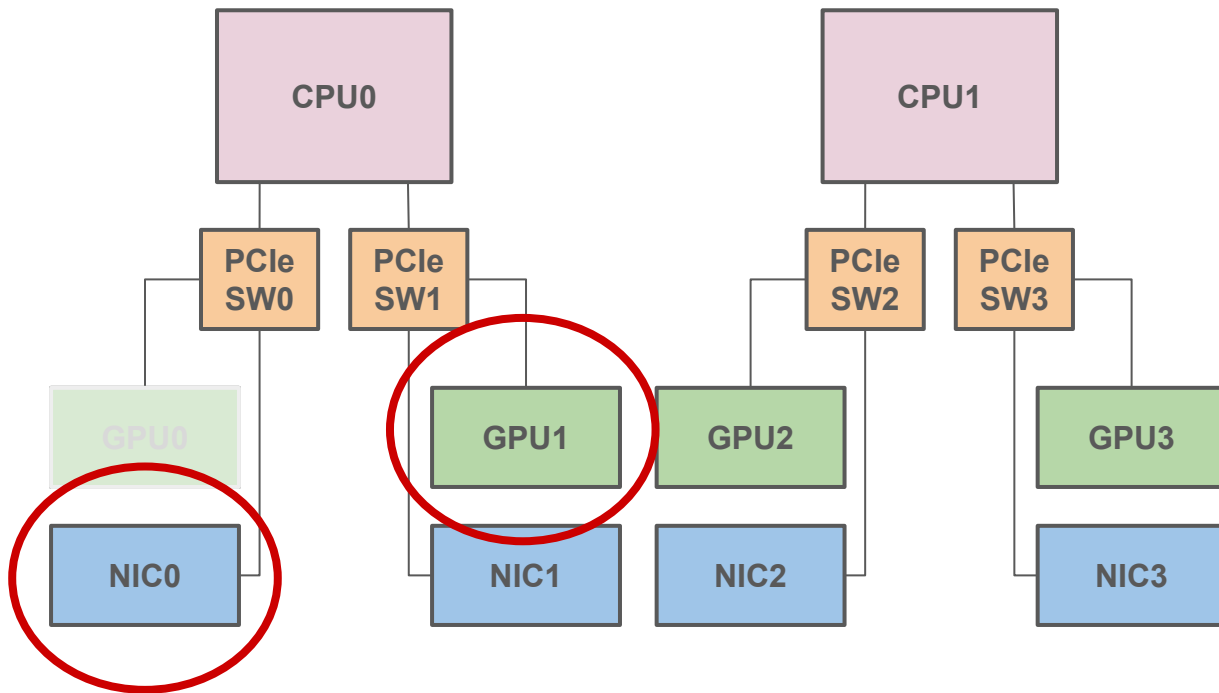 CPU0
CPU1
PCIe
SW0
PCIe
SW1
PCIe
SW2
PCIe
SW3
GPU0
GPU1
GPU2
GPU3
NIC0
NIC1
NIC2
NIC3